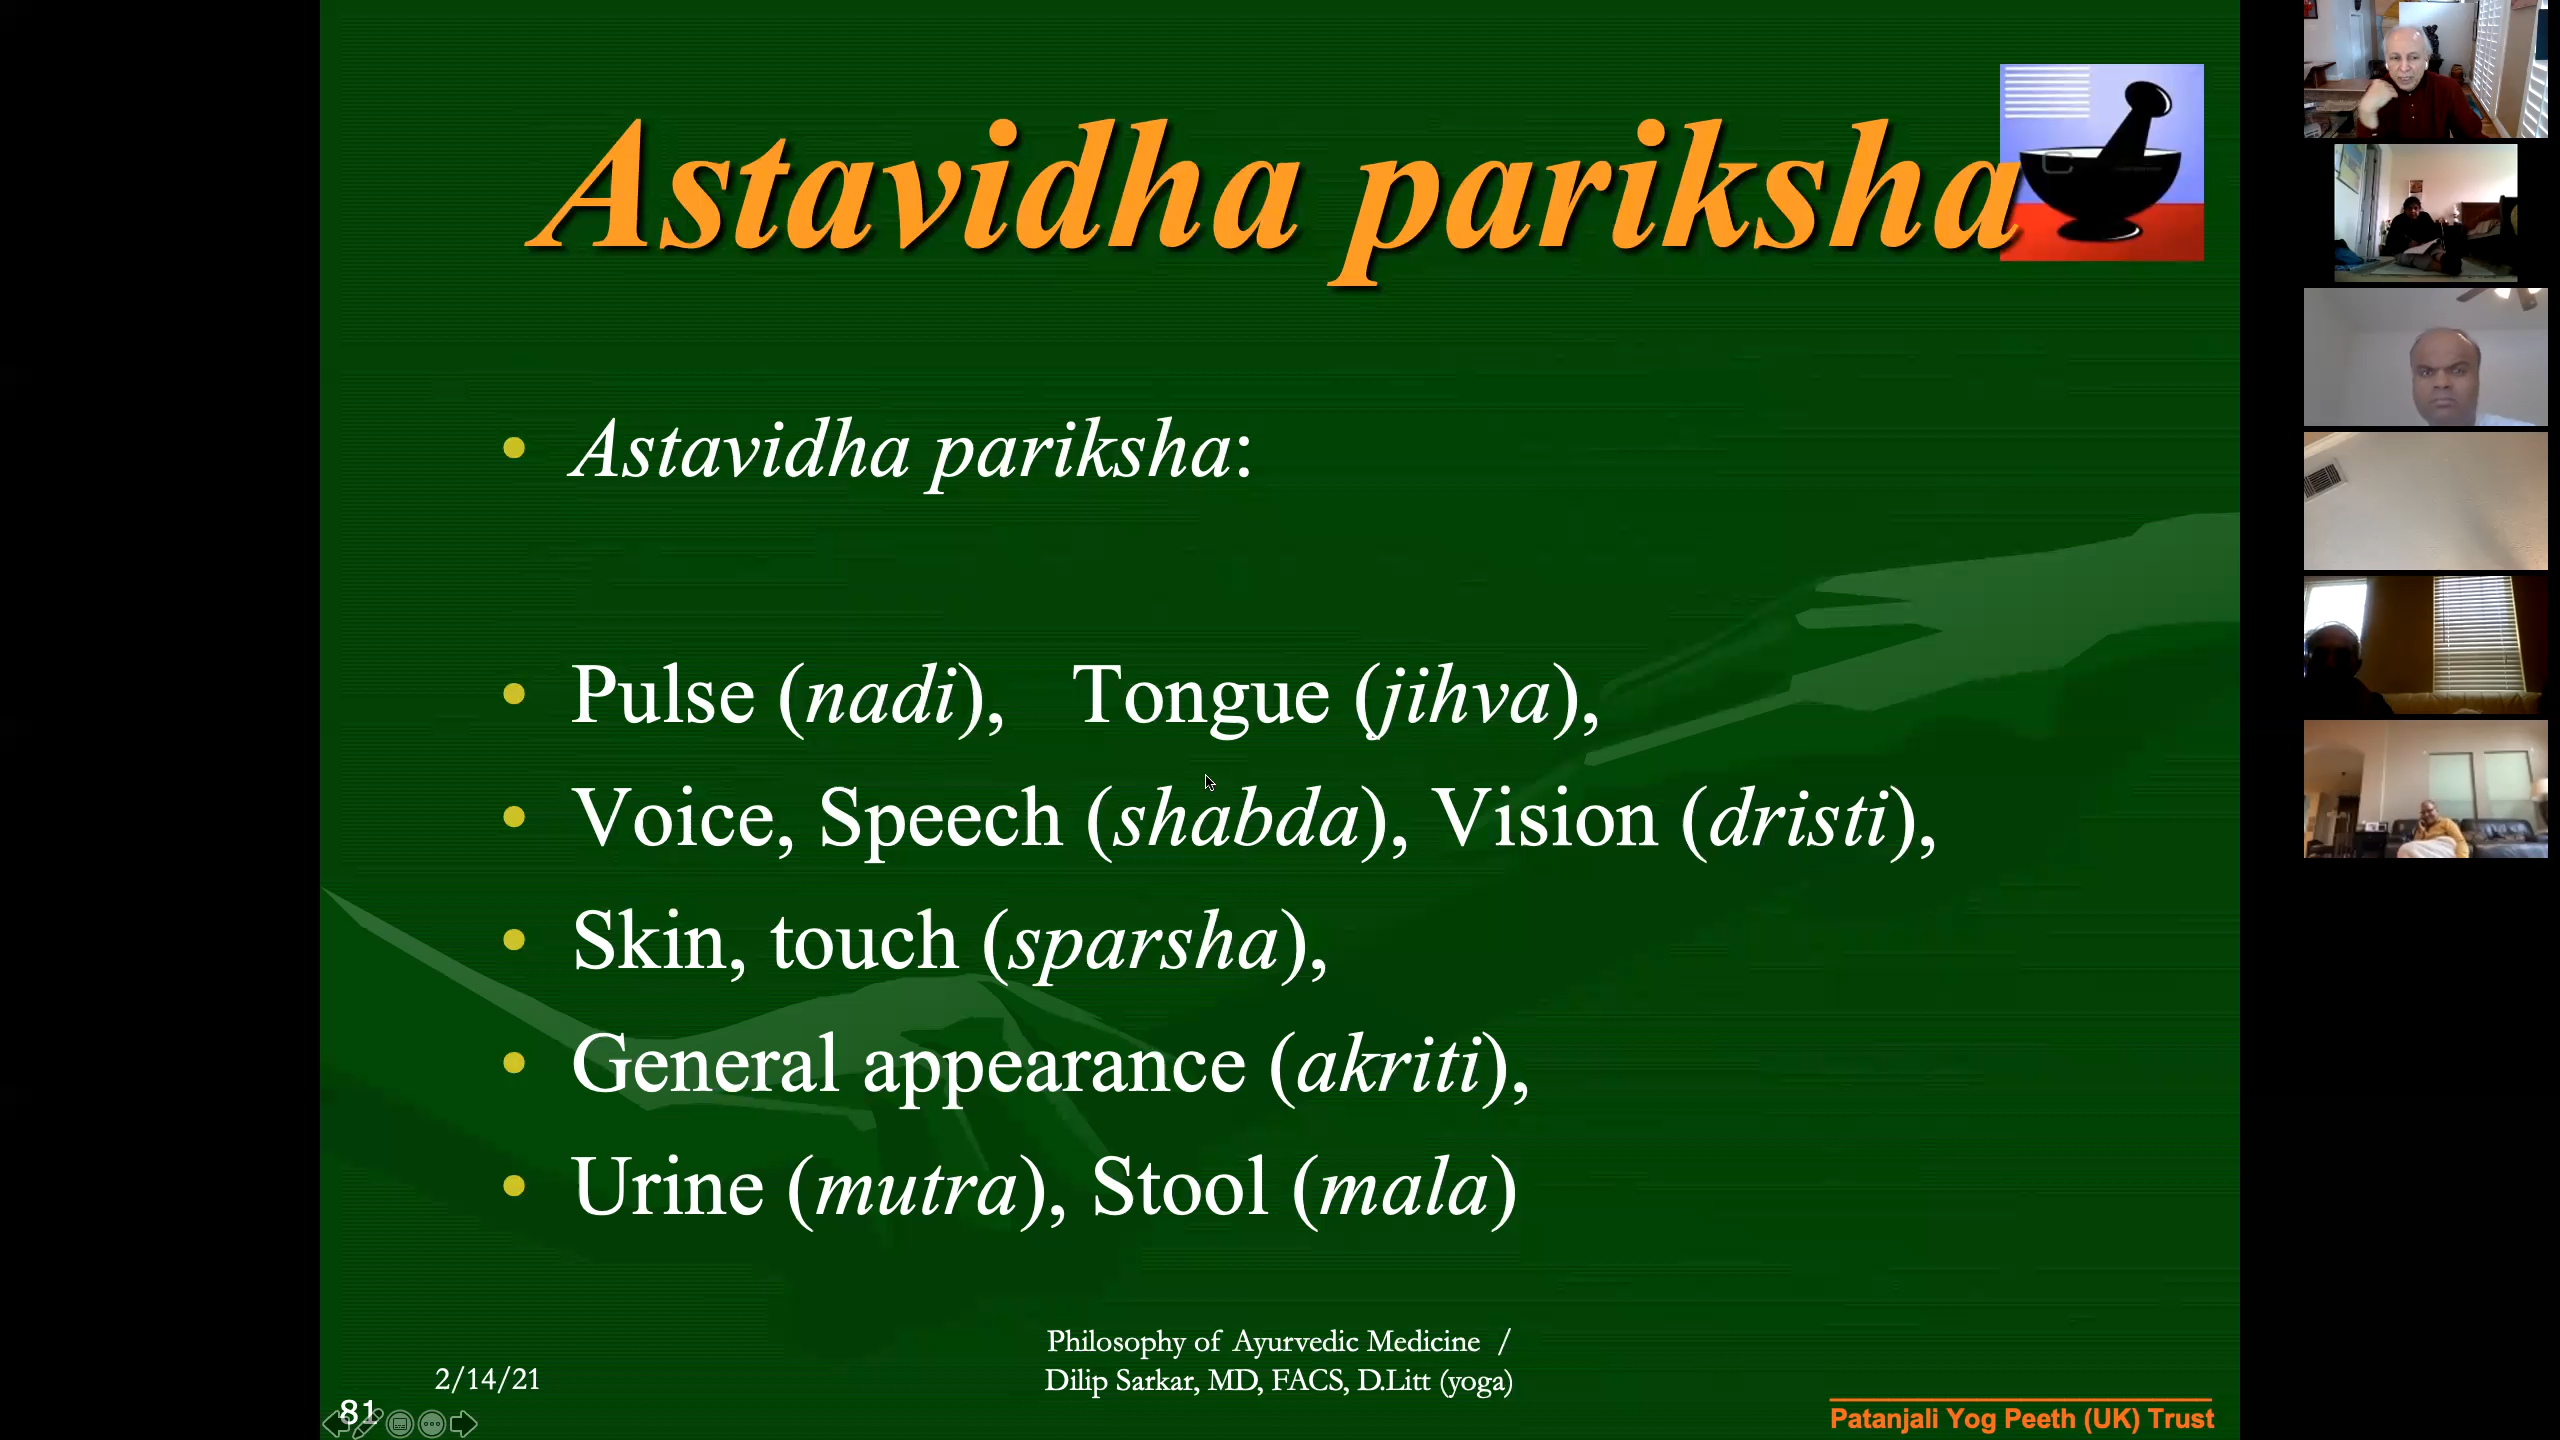 Astavidha pariksha
• Astavidha pariksha:
• Pulse (nadi), Tongue (jihva),
• Voice, Speech (shabda), Vision (dristi),
• Skin, touch (sparsha),
• General appearance (akriti),
• Urine (mutra), Stool (mala)
Philosophy of Ayurvedic Medicine /
Dilip Sarkar, MD, FACS, D.Litt (yoga)
2/14/21
81
Patanjali Yog Peeth (UK) Trust